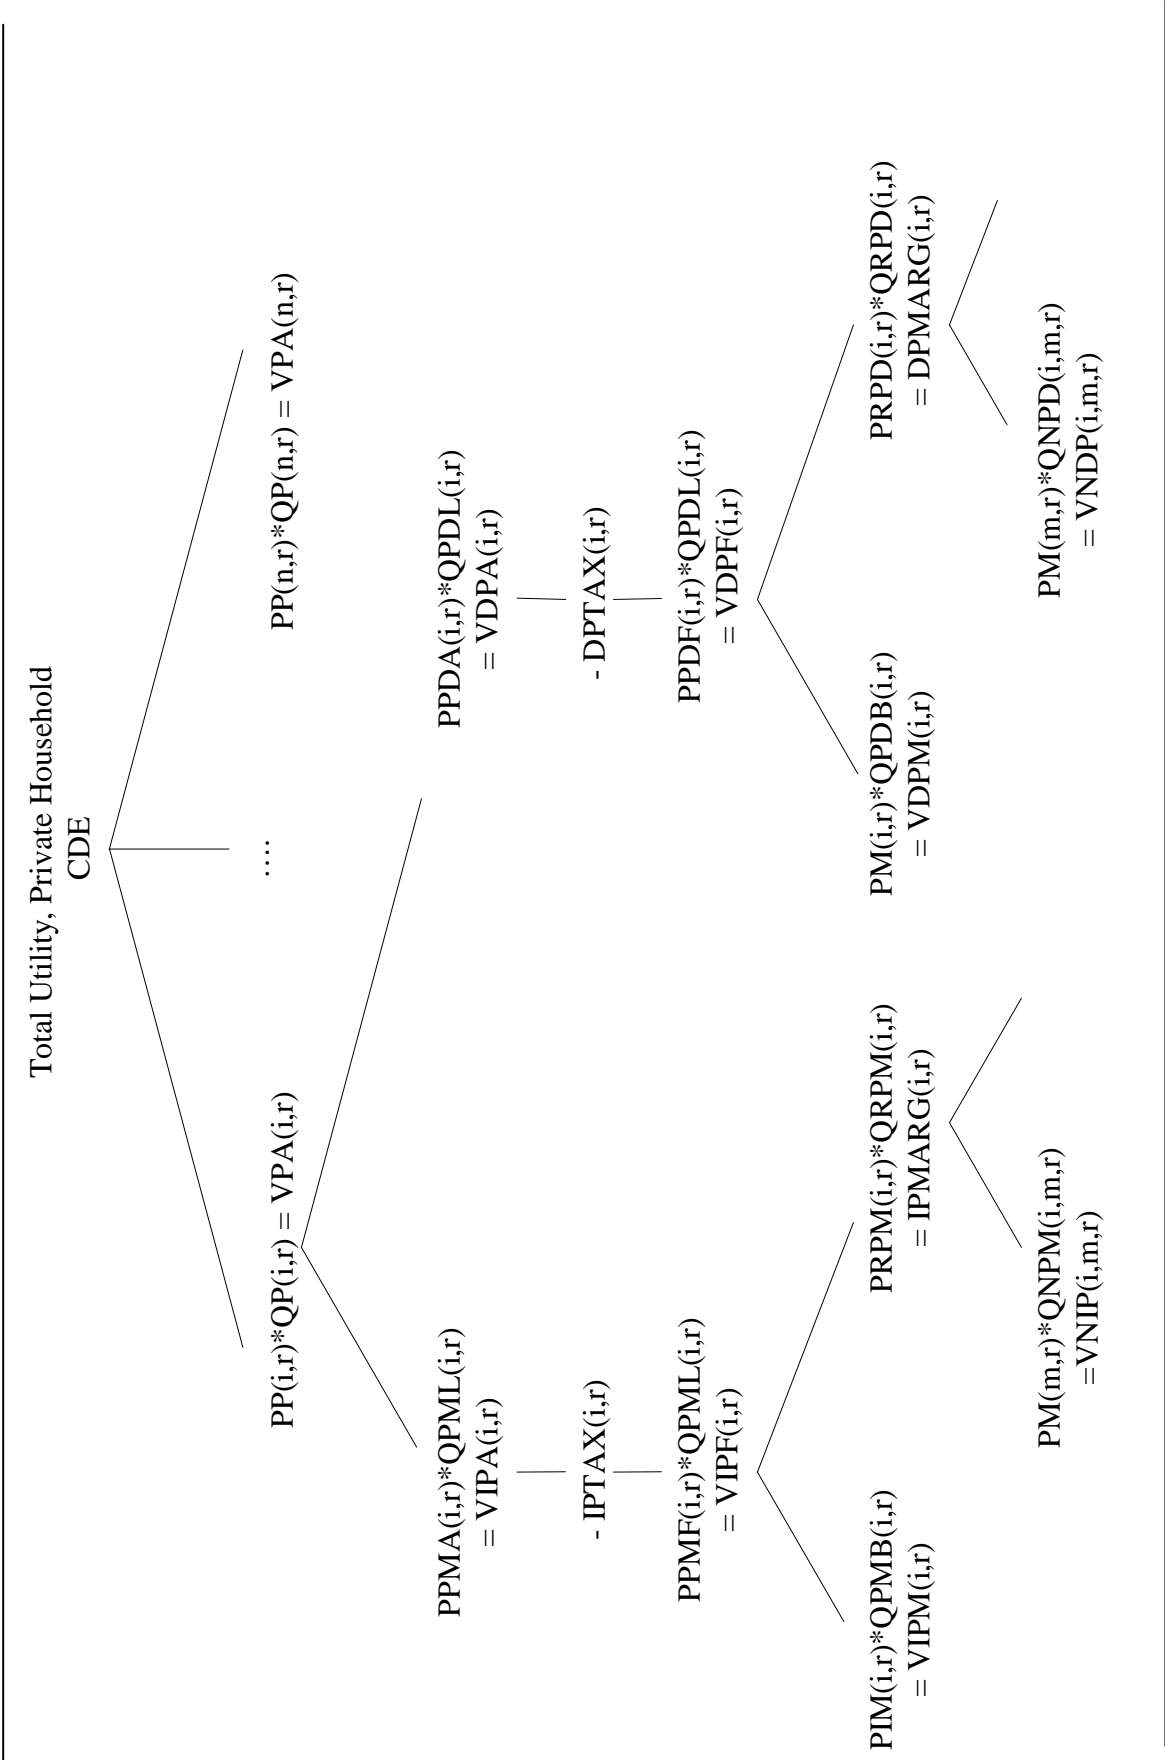 Total Utility, Private Household
CDE
PP(i,r)*QP(i,r) = VPA(i,r)
....
PP(n,r)*QP(n,r) = VPA(n,r)
PPMA(i,r)*QPML(i,r)
= VIPA(i,r)
PPDA(i,r)*QPDL(i,r)
= VDPA(i,r)
- IPTAX(i,r)
- DPTAX(i,r)
PPMF(i,r)*QPML(i,r)
= VIPF(i,r)
PPDF(i,r)*QPDL(i,r)
= VDPF(i,r)
PIM(i,r)*QPMB(i,r)
= VIPM(i,r)
PRPM(i,r)*QRPM(i,r)
= IPMARG(i,r)
PM(i,r)*QPDB(i,r)
= VDPM(i,r)
PRPD(i,r)*QRPD(i,r)
= DPMARG(i,r)
PM(m,r)*QNPM(i,m,r)
=VNIP(i,m,r)
PM(m,r)*QNPD(i,m,r)
= VNDP(i,m,r)